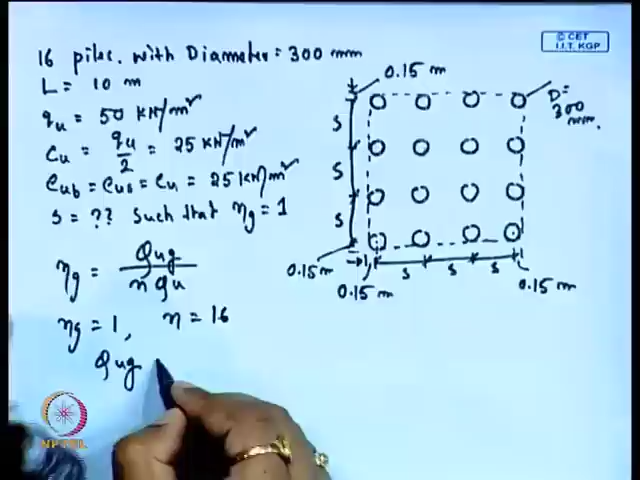 © CET
I.I.T. KGP
16 piles. with Diameter = 300 mm
L = 10 m
qu = 50 KN/m²
Cu = qu/2 = 25 KN/m²
Cub = Cus = Cu = 25 KN/m²
S = ?? Such that ηg = 1
ηg = Qug / n Qu
ηg = 1, n = 16
Qug
0.15 m
D = 300 mm.
S
S
S
0.15 m
0.15 m
S
S
S
0.15 m
NPTEL